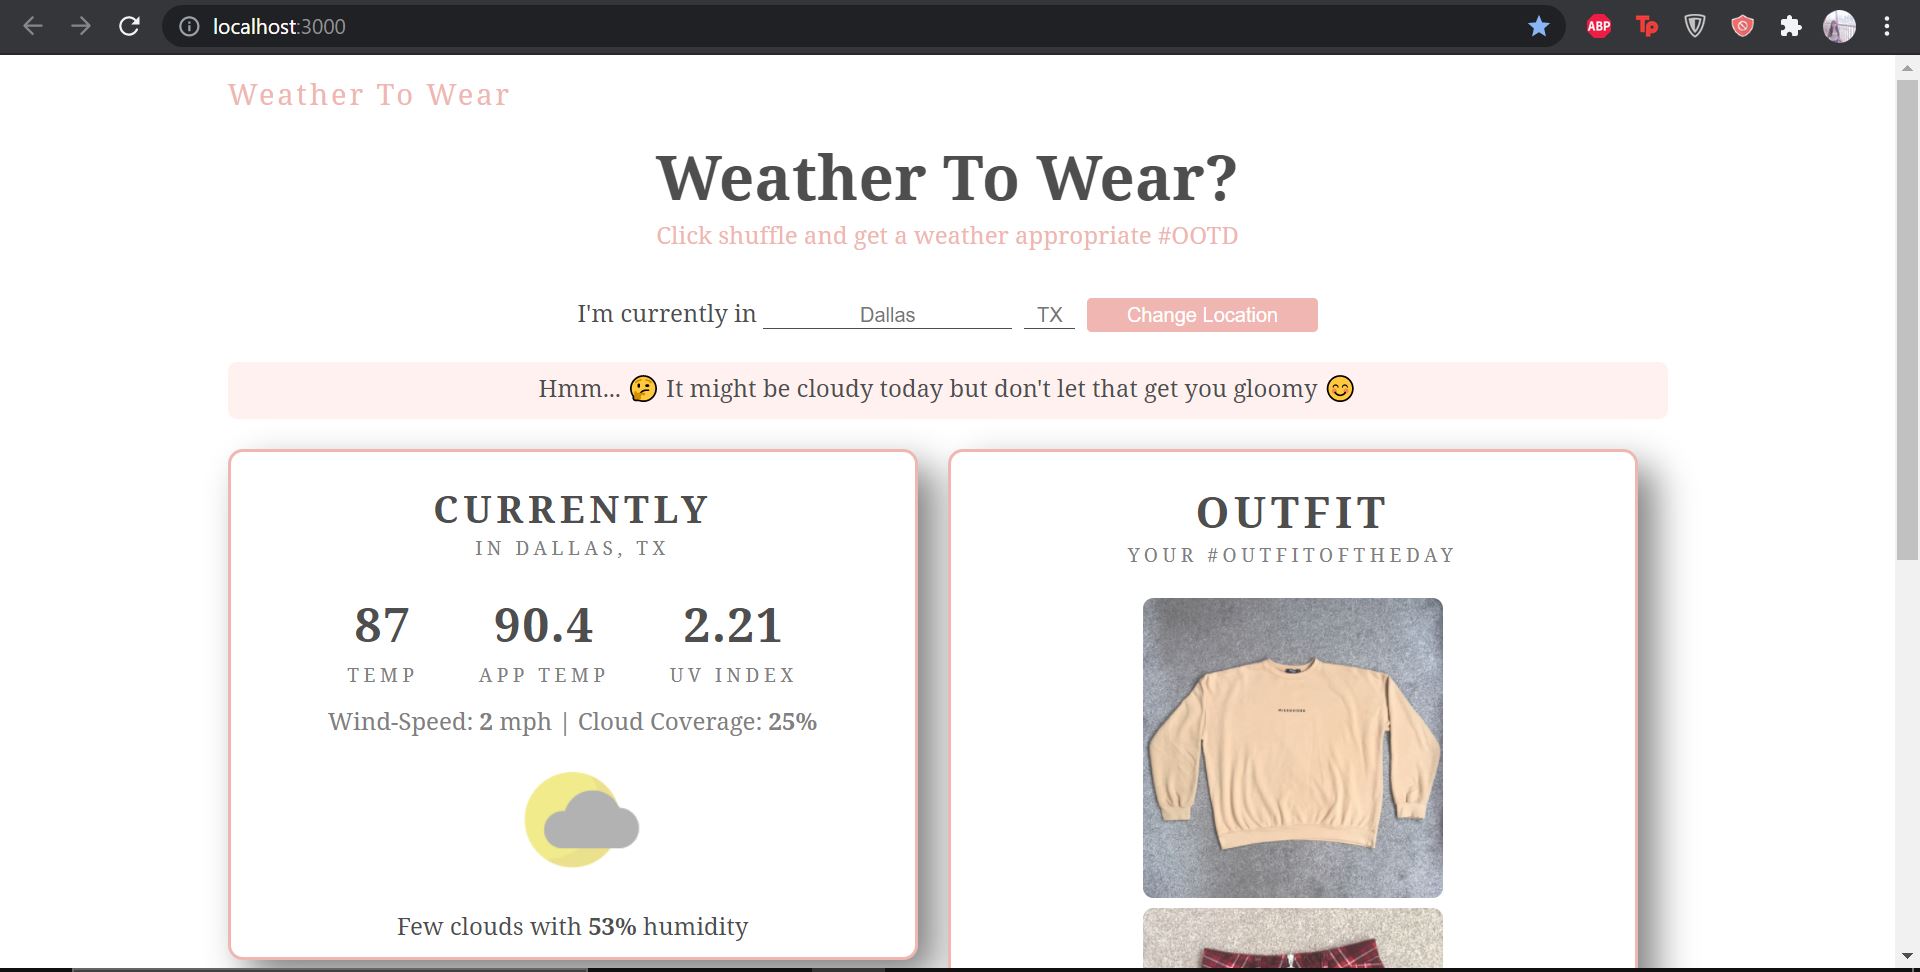 localhost:3000
ABP
Tp
Weather To Wear
Weather To Wear?
Click shuffle and get a weather appropriate #OOTD
I'm currently in Dallas TX Change Location
Hmm... 🤔 It might be cloudy today but don't let that get you gloomy 😊
CURRENTLY
IN DALLAS, TX
87 90.4 2.21
TEMP APP TEMP UV INDEX
Wind-Speed: 2 mph | Cloud Coverage: 25%
Few clouds with 53% humidity
OUTFIT
YOUR #OUTFITOFTHEDAY